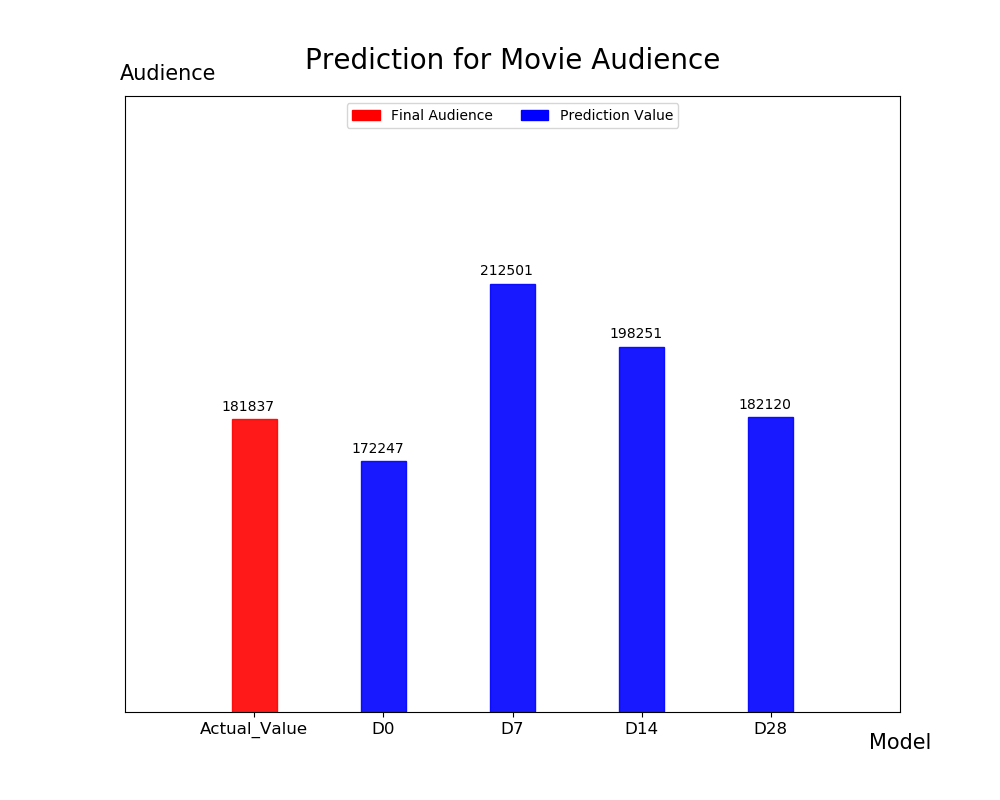 Prediction for Movie Audience
Audience
Final Audience Prediction Value
212501
198251
181837
182120
172247
Actual_Value D0 D7 D14 D28
Model